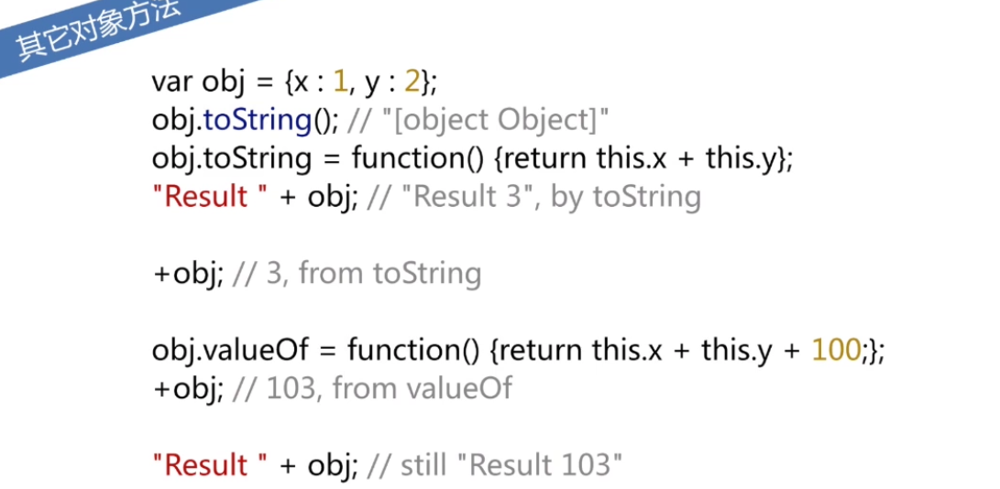 其它对象方法
var obj = {x : 1, y : 2};
obj.toString(); // "[object Object]"
obj.toString = function() {return this.x + this.y};
"Result " + obj; // "Result 3", by toString
+obj; // 3, from toString
obj.valueOf = function() {return this.x + this.y + 100;};
+obj; // 103, from valueOf
"Result " + obj; // still "Result 103"